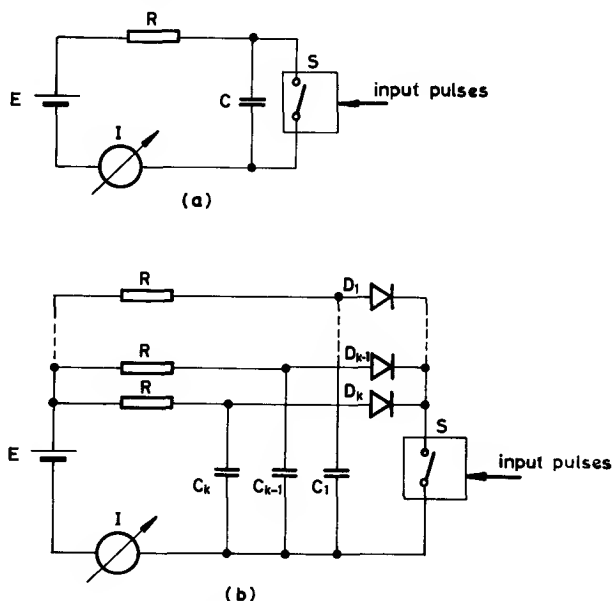 R
S
E
C
input pulses
I
(a)
R
D₁
R
Dₖ₋₁
R
Dₖ
S
E
input pulses
Cₖ
Cₖ₋₁
C₁
I
(b)